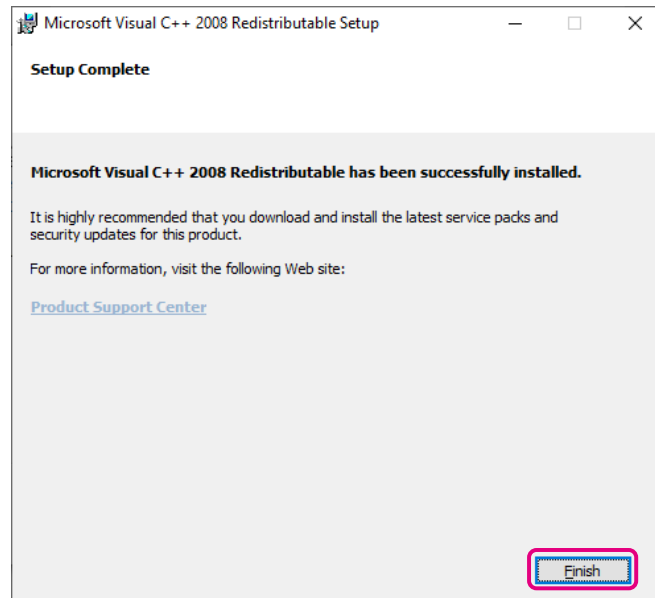 Microsoft Visual C++ 2008 Redistributable Setup
Setup Complete
Microsoft Visual C++ 2008 Redistributable has been successfully installed.
It is highly recommended that you download and install the latest service packs and
security updates for this product.
For more information, visit the following Web site:
Product Support Center
Finish